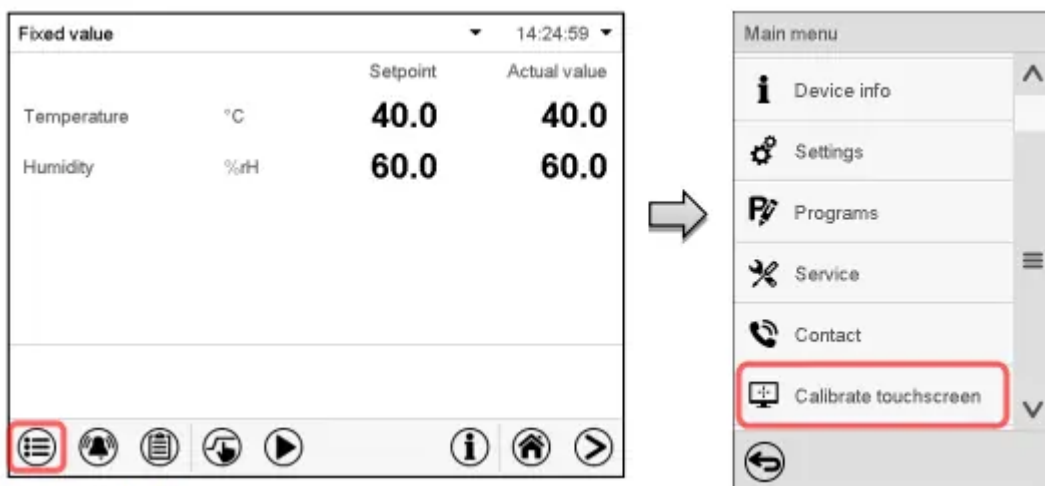 Fixed value 14:24:59
Setpoint Actual value
Temperature °C 40.0 40.0
Humidity %rH 60.0 60.0
Main menu
Device info
Settings
Programs
Service
Contact
Calibrate touchscreen